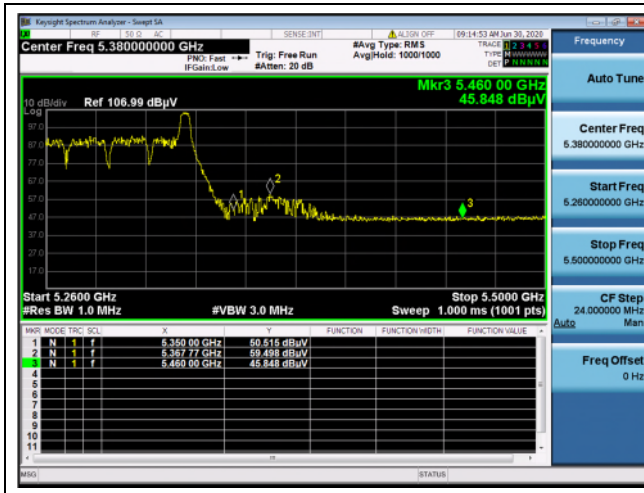 Keysight Spectrum Analyzer - Swept SA
LXI RF 50 Ω AC SENSE:INT ALIGN OFF 09:14:53 AM Jun 30, 2020
Center Freq 5.380000000 GHz
PNO: Fast
IFGain:Low
Trig: Free Run
#Atten: 20 dB
#Avg Type: RMS
Avg|Hold: 1000/1000
TRACE 1 2 3 4 5 6
TYPE M
DET P N N N N N
Mkr3 5.460 00 GHz
45.848 dBµV
10 dB/div Ref 106.99 dBµV
Log
97.0
87.0
77.0
67.0
57.0
47.0
37.0
27.0
17.0
1
2
3
Start 5.2600 GHz Stop 5.5000 GHz
#Res BW 1.0 MHz #VBW 3.0 MHz Sweep 1.000 ms (1001 pts)
MKR MODE TRC SCL X Y FUNCTION FUNCTION WIDTH FUNCTION VALUE
1 N 1 f 5.350 00 GHz 50.515 dBµV
2 N 1 f 5.367 77 GHz 59.498 dBµV
3 N 1 f 5.460 00 GHz 45.848 dBµV
4
5
6
7
8
9
10
11
MSG STATUS
Frequency
Auto Tune
Center Freq
5.380000000 GHz
Start Freq
5.260000000 GHz
Stop Freq
5.500000000 GHz
CF Step
24.000000 MHz
Auto Man
Freq Offset
0 Hz